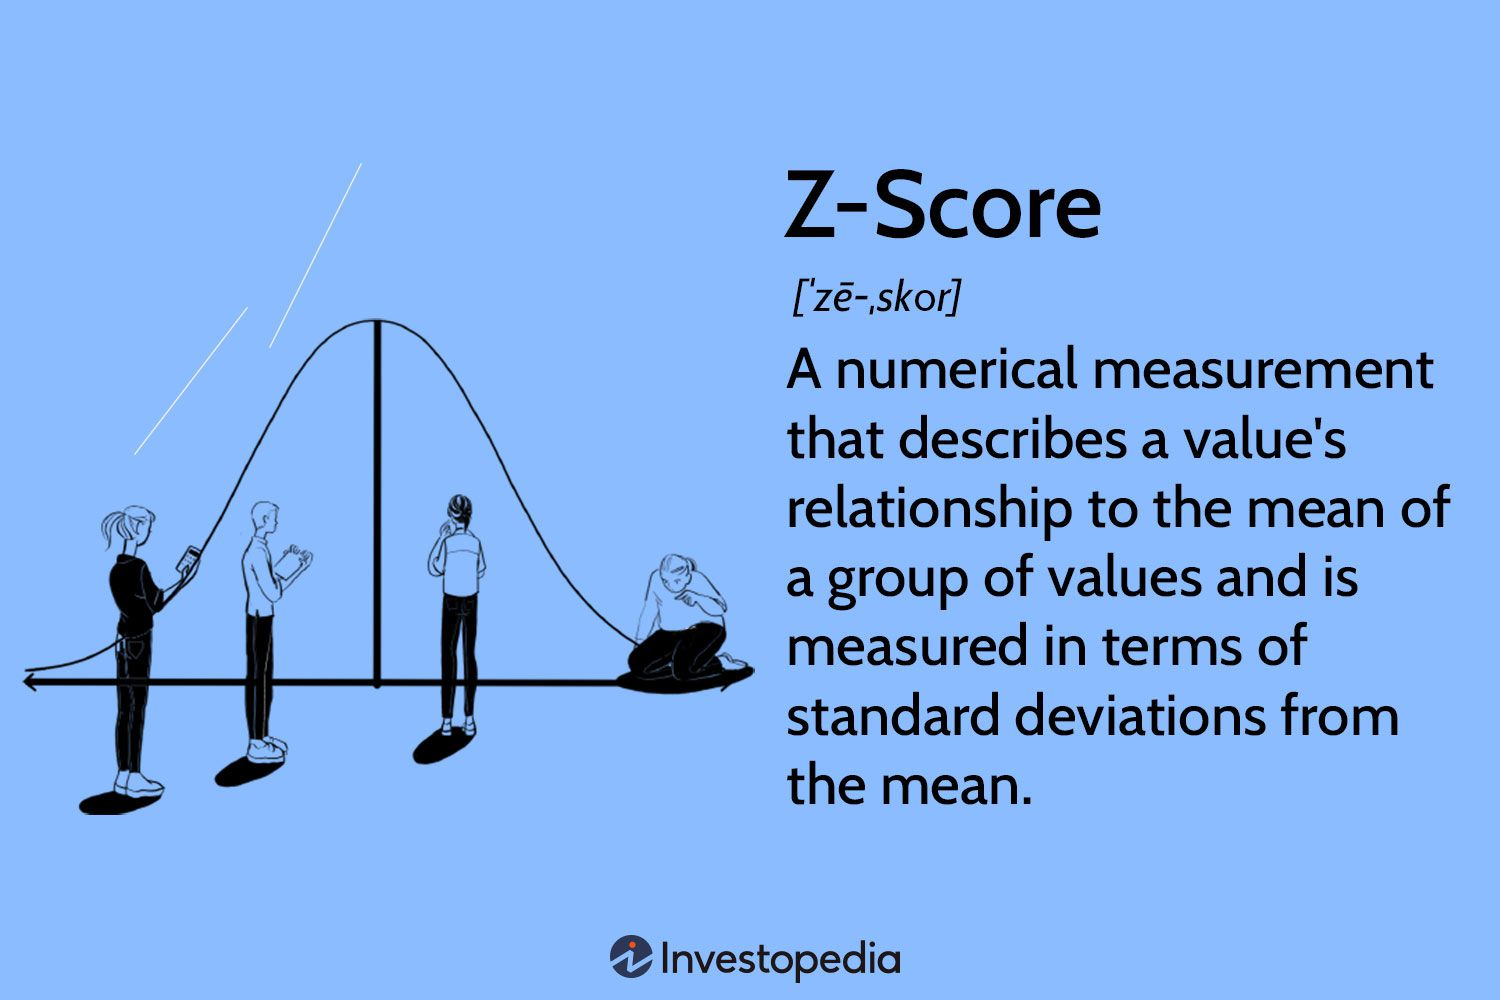 Z-Score
['zē-ˌskor]
A numerical measurement
that describes a value's
relationship to the mean of
a group of values and is
measured in terms of
standard deviations from
the mean.
Investopedia